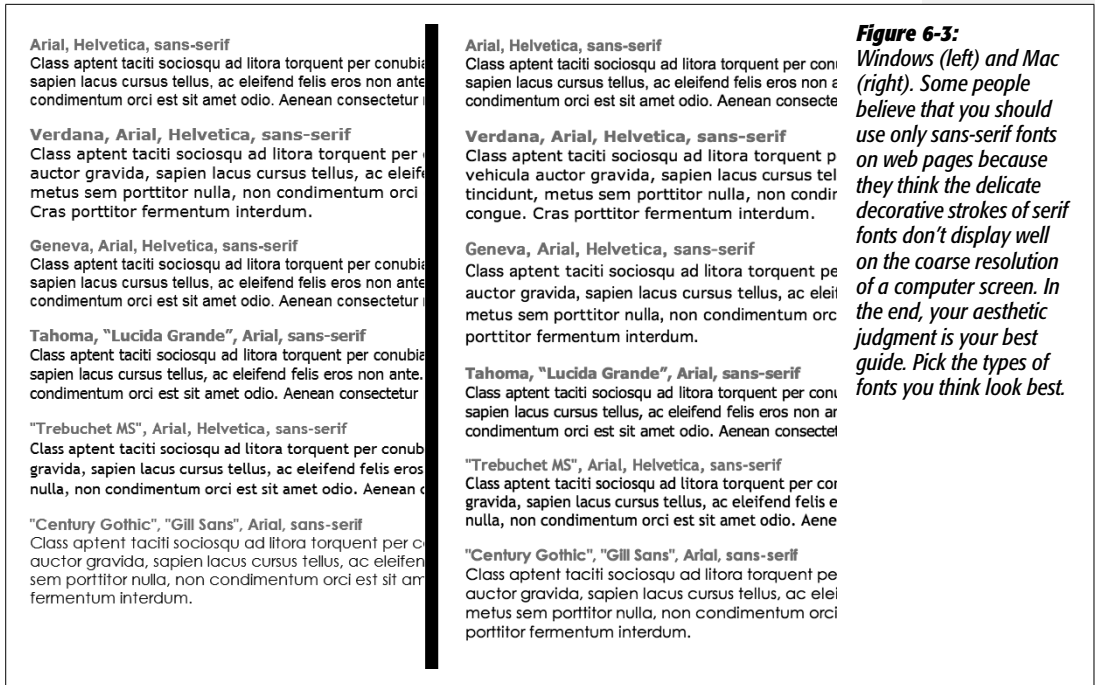 Arial, Helvetica, sans-serif
Class aptent taciti sociosqu ad litora torquent per conubia
sapien lacus cursus tellus, ac eleifend felis eros non ante
condimentum orci est sit amet odio. Aenean consectetur
Verdana, Arial, Helvetica, sans-serif
Class aptent taciti sociosqu ad litora torquent per
auctor gravida, sapien lacus cursus tellus, ac eleife
metus sem porttitor nulla, non condimentum orci
Cras porttitor fermentum interdum.
Geneva, Arial, Helvetica, sans-serif
Class aptent taciti sociosqu ad litora torquent per conubia
sapien lacus cursus tellus, ac eleifend felis eros non ante
condimentum orci est sit amet odio. Aenean consectetur
Tahoma, “Lucida Grande”, Arial, sans-serif
Class aptent taciti sociosqu ad litora torquent per conubia
sapien lacus cursus tellus, ac eleifend felis eros non ante.
condimentum orci est sit amet odio. Aenean consectetur
"Trebuchet MS", Arial, Helvetica, sans-serif
Class aptent taciti sociosqu ad litora torquent per conub
gravida, sapien lacus cursus tellus, ac eleifend felis eros
nulla, non condimentum orci est sit amet odio. Aenean
"Century Gothic", "Gill Sans", Arial, sans-serif
Class aptent taciti sociosqu ad litora torquent per
auctor gravida, sapien lacus cursus tellus, ac eleifen
sem porttitor nulla, non condimentum orci est sit am
fermentum interdum.
Arial, Helvetica, sans-serif
Class aptent taciti sociosqu ad litora torquent per conu
sapien lacus cursus tellus, ac eleifend felis eros non a
condimentum orci est sit amet odio. Aenean consecte
Verdana, Arial, Helvetica, sans-serif
Class aptent taciti sociosqu ad litora torquent p
vehicula auctor gravida, sapien lacus cursus tel
tincidunt, metus sem porttitor nulla, non condir
congue. Cras porttitor fermentum interdum.
Geneva, Arial, Helvetica, sans-serif
Class aptent taciti sociosqu ad litora torquent pe
auctor gravida, sapien lacus cursus tellus, ac eleif
metus sem porttitor nulla, non condimentum orc
porttitor fermentum interdum.
Tahoma, “Lucida Grande”, Arial, sans-serif
Class aptent taciti sociosqu ad litora torquent per conu
sapien lacus cursus tellus, ac eleifend felis eros non ar
condimentum orci est sit amet odio. Aenean consectet
"Trebuchet MS", Arial, Helvetica, sans-serif
Class aptent taciti sociosqu ad litora torquent per cor
gravida, sapien lacus cursus tellus, ac eleifend felis e
nulla, non condimentum orci est sit amet odio. Aene
"Century Gothic", "Gill Sans", Arial, sans-serif
Class aptent taciti sociosqu ad litora torquent pe
auctor gravida, sapien lacus cursus tellus, ac elei
metus sem porttitor nulla, non condimentum orci
porttitor fermentum interdum.
Figure 6-3:
Windows (left) and Mac
(right). Some people
believe that you should
use only sans-serif fonts
on web pages because
they think the delicate
decorative strokes of serif
fonts don’t display well
on the coarse resolution
of a computer screen. In
the end, your aesthetic
judgment is your best
guide. Pick the types of
fonts you think look best.